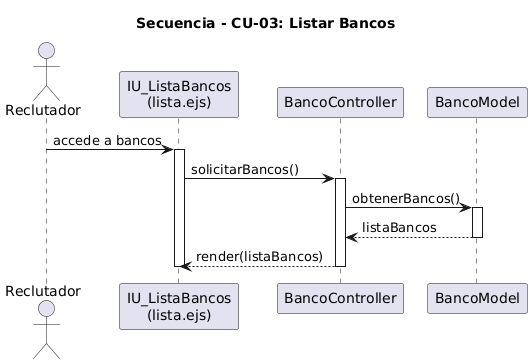 Secuencia - CU-03: Listar Bancos
Reclutador
IU_ListaBancos
(lista.ejs)
BancoController
BancoModel
accede a bancos
solicitarBancos()
obtenerBancos()
listaBancos
render(listaBancos)
Reclutador
IU_ListaBancos
(lista.ejs)
BancoController
BancoModel